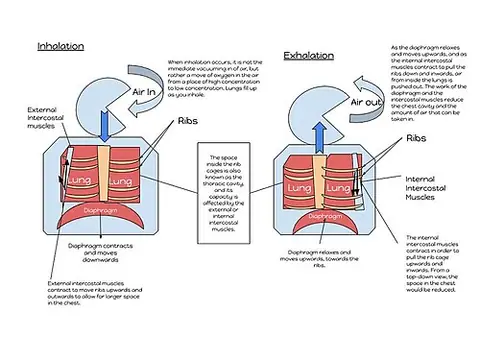 Inhalation
When inhalation occurs, it is not the
immediate vacuuming in of air, but
rather a move of oxygen in the air
from a place of high concentration
to low concentration. Lungs fill up
as you inhale.
Air In
External
Intercostal
muscles
Ribs
Lung
Lung
Diaphragm
Diaphragm contracts
and moves
downwards
External intercostal muscles
contract to move ribs upwards and
outwards to allow for larger space
in the chest.
The space
inside the rib
cages is also
known as the
thoracic cavity,
and its
capacity is
affected by the
external or
internal
intercostal
muscles.
Exhalation
As the diaphragm relaxes
and moves upwards, and as
the internal intercostal
muscles contract to pull the
ribs down and inwards, air
from inside the lungs is
pushed out. The work of the
diaphragm and the
intercostal muscles reduce
the chest cavity and the
amount of air that can be
taken in.
Air out
Ribs
Lung
Lung
Internal
Intercostal
Muscles
Diaphragm
Diaphragm relaxes and
moves upwards, towards the
ribs.
The internal
intercostal muscles
contract in order to
pull the rib cage
upwards and
inwards. From a
top-down view, the
space in the chest
would be reduced.